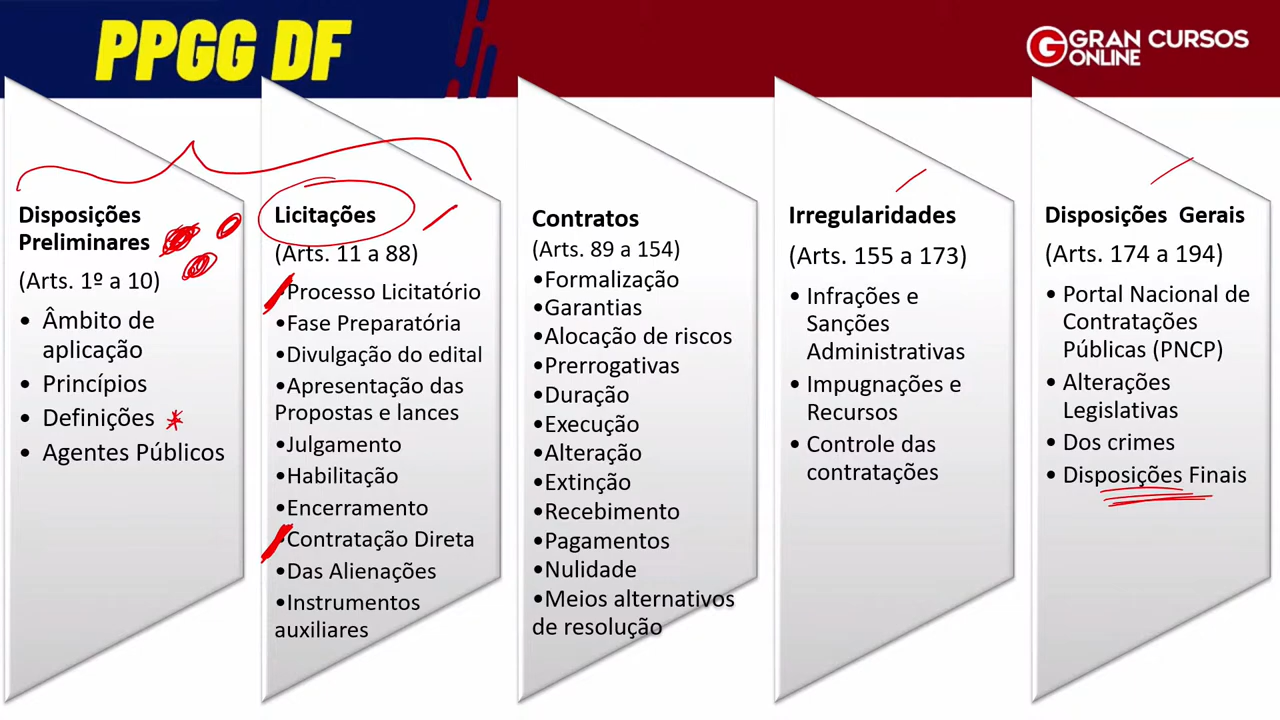 PPGG DF
GRAN CURSOS
ONLINE
Disposições
Preliminares
(Arts. 1º a 10)
• Âmbito de
aplicação
• Princípios
• Definições
• Agentes Públicos
Licitações
(Arts. 11 a 88)
•Processo Licitatório
•Fase Preparatória
•Divulgação do edital
•Apresentação das
Propostas e lances
•Julgamento
•Habilitação
•Encerramento
•Contratação Direta
•Das Alienações
•Instrumentos
auxiliares
Contratos
(Arts. 89 a 154)
•Formalização
•Garantias
•Alocação de riscos
•Prerrogativas
•Duração
•Execução
•Alteração
•Extinção
•Recebimento
•Pagamentos
•Nulidade
•Meios alternativos
de resolução
Irregularidades
(Arts. 155 a 173)
• Infrações e
Sanções
Administrativas
• Impugnações e
Recursos
• Controle das
contratações
Disposições Gerais
(Arts. 174 a 194)
• Portal Nacional de
Contratações
Públicas (PNCP)
• Alterações
Legislativas
• Dos crimes
• Disposições Finais